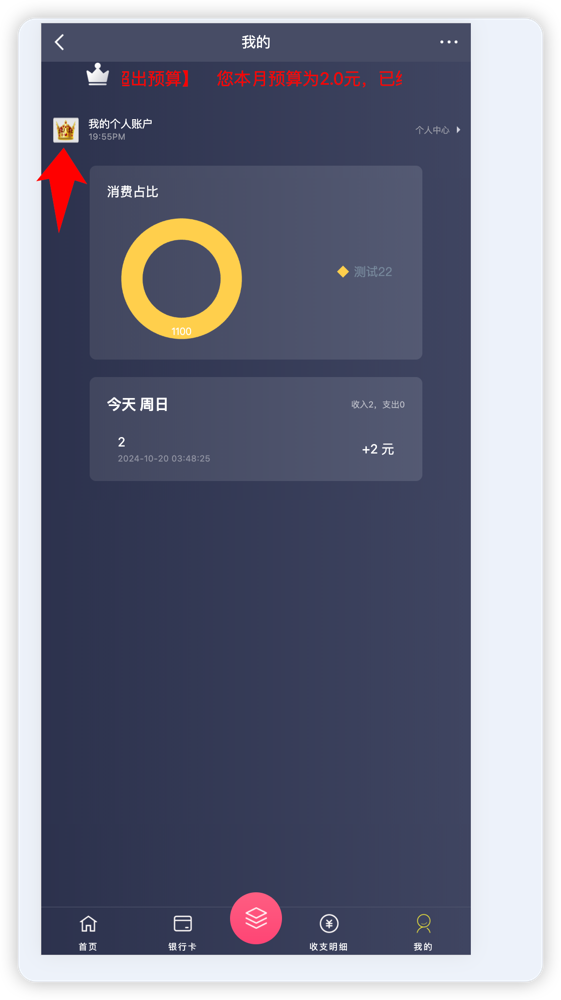 我的
出预算】 您本月预算为2.0元，已
我的个人账户
19:55PM
个人中心
消费占比
测试22
1100
今天 周日
收入2，支出0
2
2024-10-20 03:48:25
+2 元
首页
银行卡
收支明细
我的